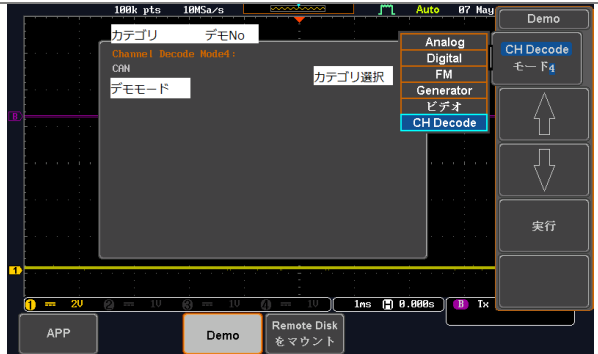 100k pts 10MSa/s Auto 07 May
Demo
カテゴリ デモNo
Channel Decode Mode4:
CAN
デモモード
カテゴリ選択
Analog
Digital
FM
Generator
ビデオ
CH Decode
CH Decode
モード4
実行
B
1
1 2V 2 1V 3 1V 4 1V 1ms H 0.000s B Tx
APP
Demo
Remote Disk
をマウント